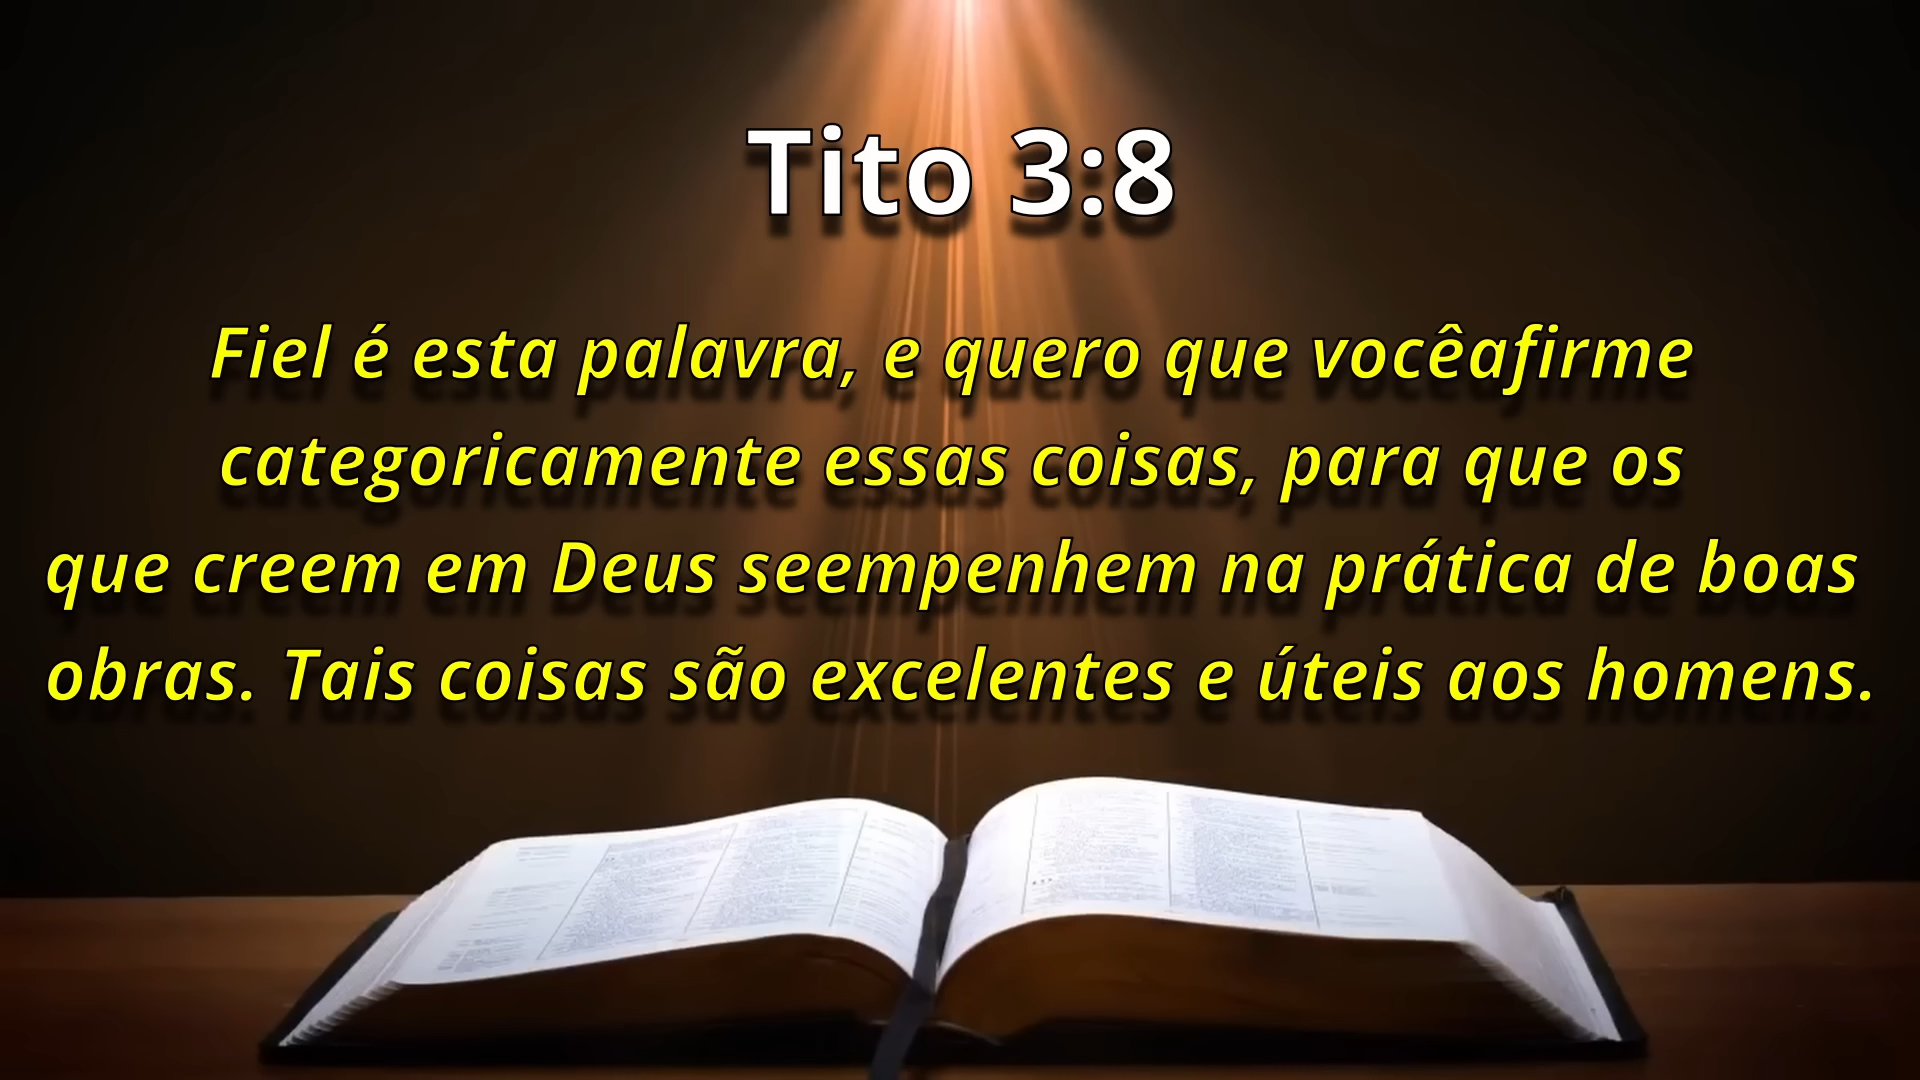 Tito 3:8
Fiel é esta palavra, e quero que vocêafirme
categoricamente essas coisas, para que os
que creem em Deus seempenhem na prática de boas
obras. Tais coisas são excelentes e úteis aos homens.